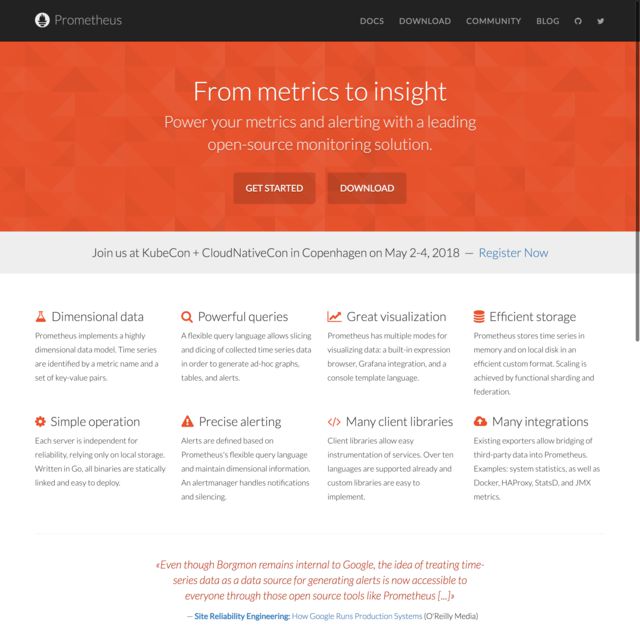 Prometheus
DOCS DOWNLOAD COMMUNITY BLOG
From metrics to insight
Power your metrics and alerting with a leading
open-source monitoring solution.
GET STARTED DOWNLOAD
Join us at KubeCon + CloudNativeCon in Copenhagen on May 2-4, 2018 — Register Now
Dimensional data
Prometheus implements a highly
dimensional data model. Time series
are identified by a metric name and a
set of key-value pairs.
Powerful queries
A flexible query language allows slicing
and dicing of collected time series data
in order to generate ad-hoc graphs,
tables, and alerts.
Great visualization
Prometheus has multiple modes for
visualizing data: a built-in expression
browser, Grafana integration, and a
console template language.
Efficient storage
Prometheus stores time series in
memory and on local disk in an
efficient custom format. Scaling is
achieved by functional sharding and
federation.
Simple operation
Each server is independent for
reliability, relying only on local storage.
Written in Go, all binaries are statically
linked and easy to deploy.
Precise alerting
Alerts are defined based on
Prometheus's flexible query language
and maintain dimensional information.
An alertmanager handles notifications
and silencing.
Many client libraries
Client libraries allow easy
instrumentation of services. Over ten
languages are supported already and
custom libraries are easy to
implement.
Many integrations
Existing exporters allow bridging of
third-party data into Prometheus.
Examples: system statistics, as well as
Docker, HAProxy, StatsD, and JMX
metrics.
«Even though Borgmon remains internal to Google, the idea of treating time-
series data as a data source for generating alerts is now accessible to
everyone through those open source tools like Prometheus [...]»
— Site Reliability Engineering: How Google Runs Production Systems (O'Reilly Media)